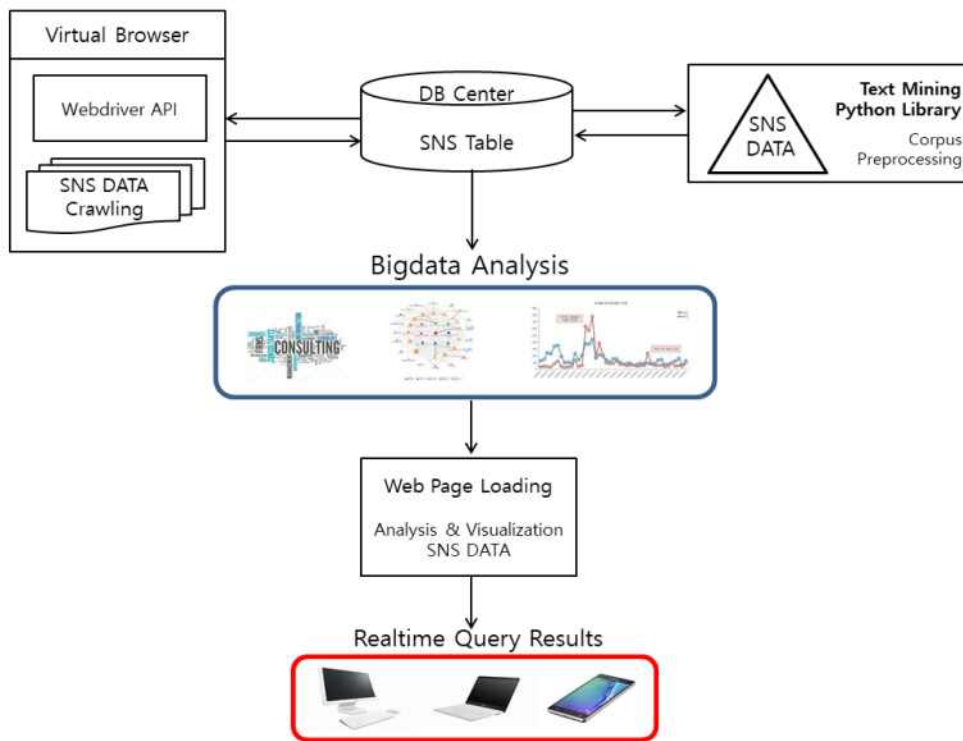 Virtual Browser
Webdriver API
SNS DATA
Crawling
DB Center
SNS Table
Text Mining
Python Library
SNS
DATA
Corpus
Preprocessing
Bigdata Analysis
CONSULTING
Web Page Loading
Analysis & Visualization
SNS DATA
Realtime Query Results